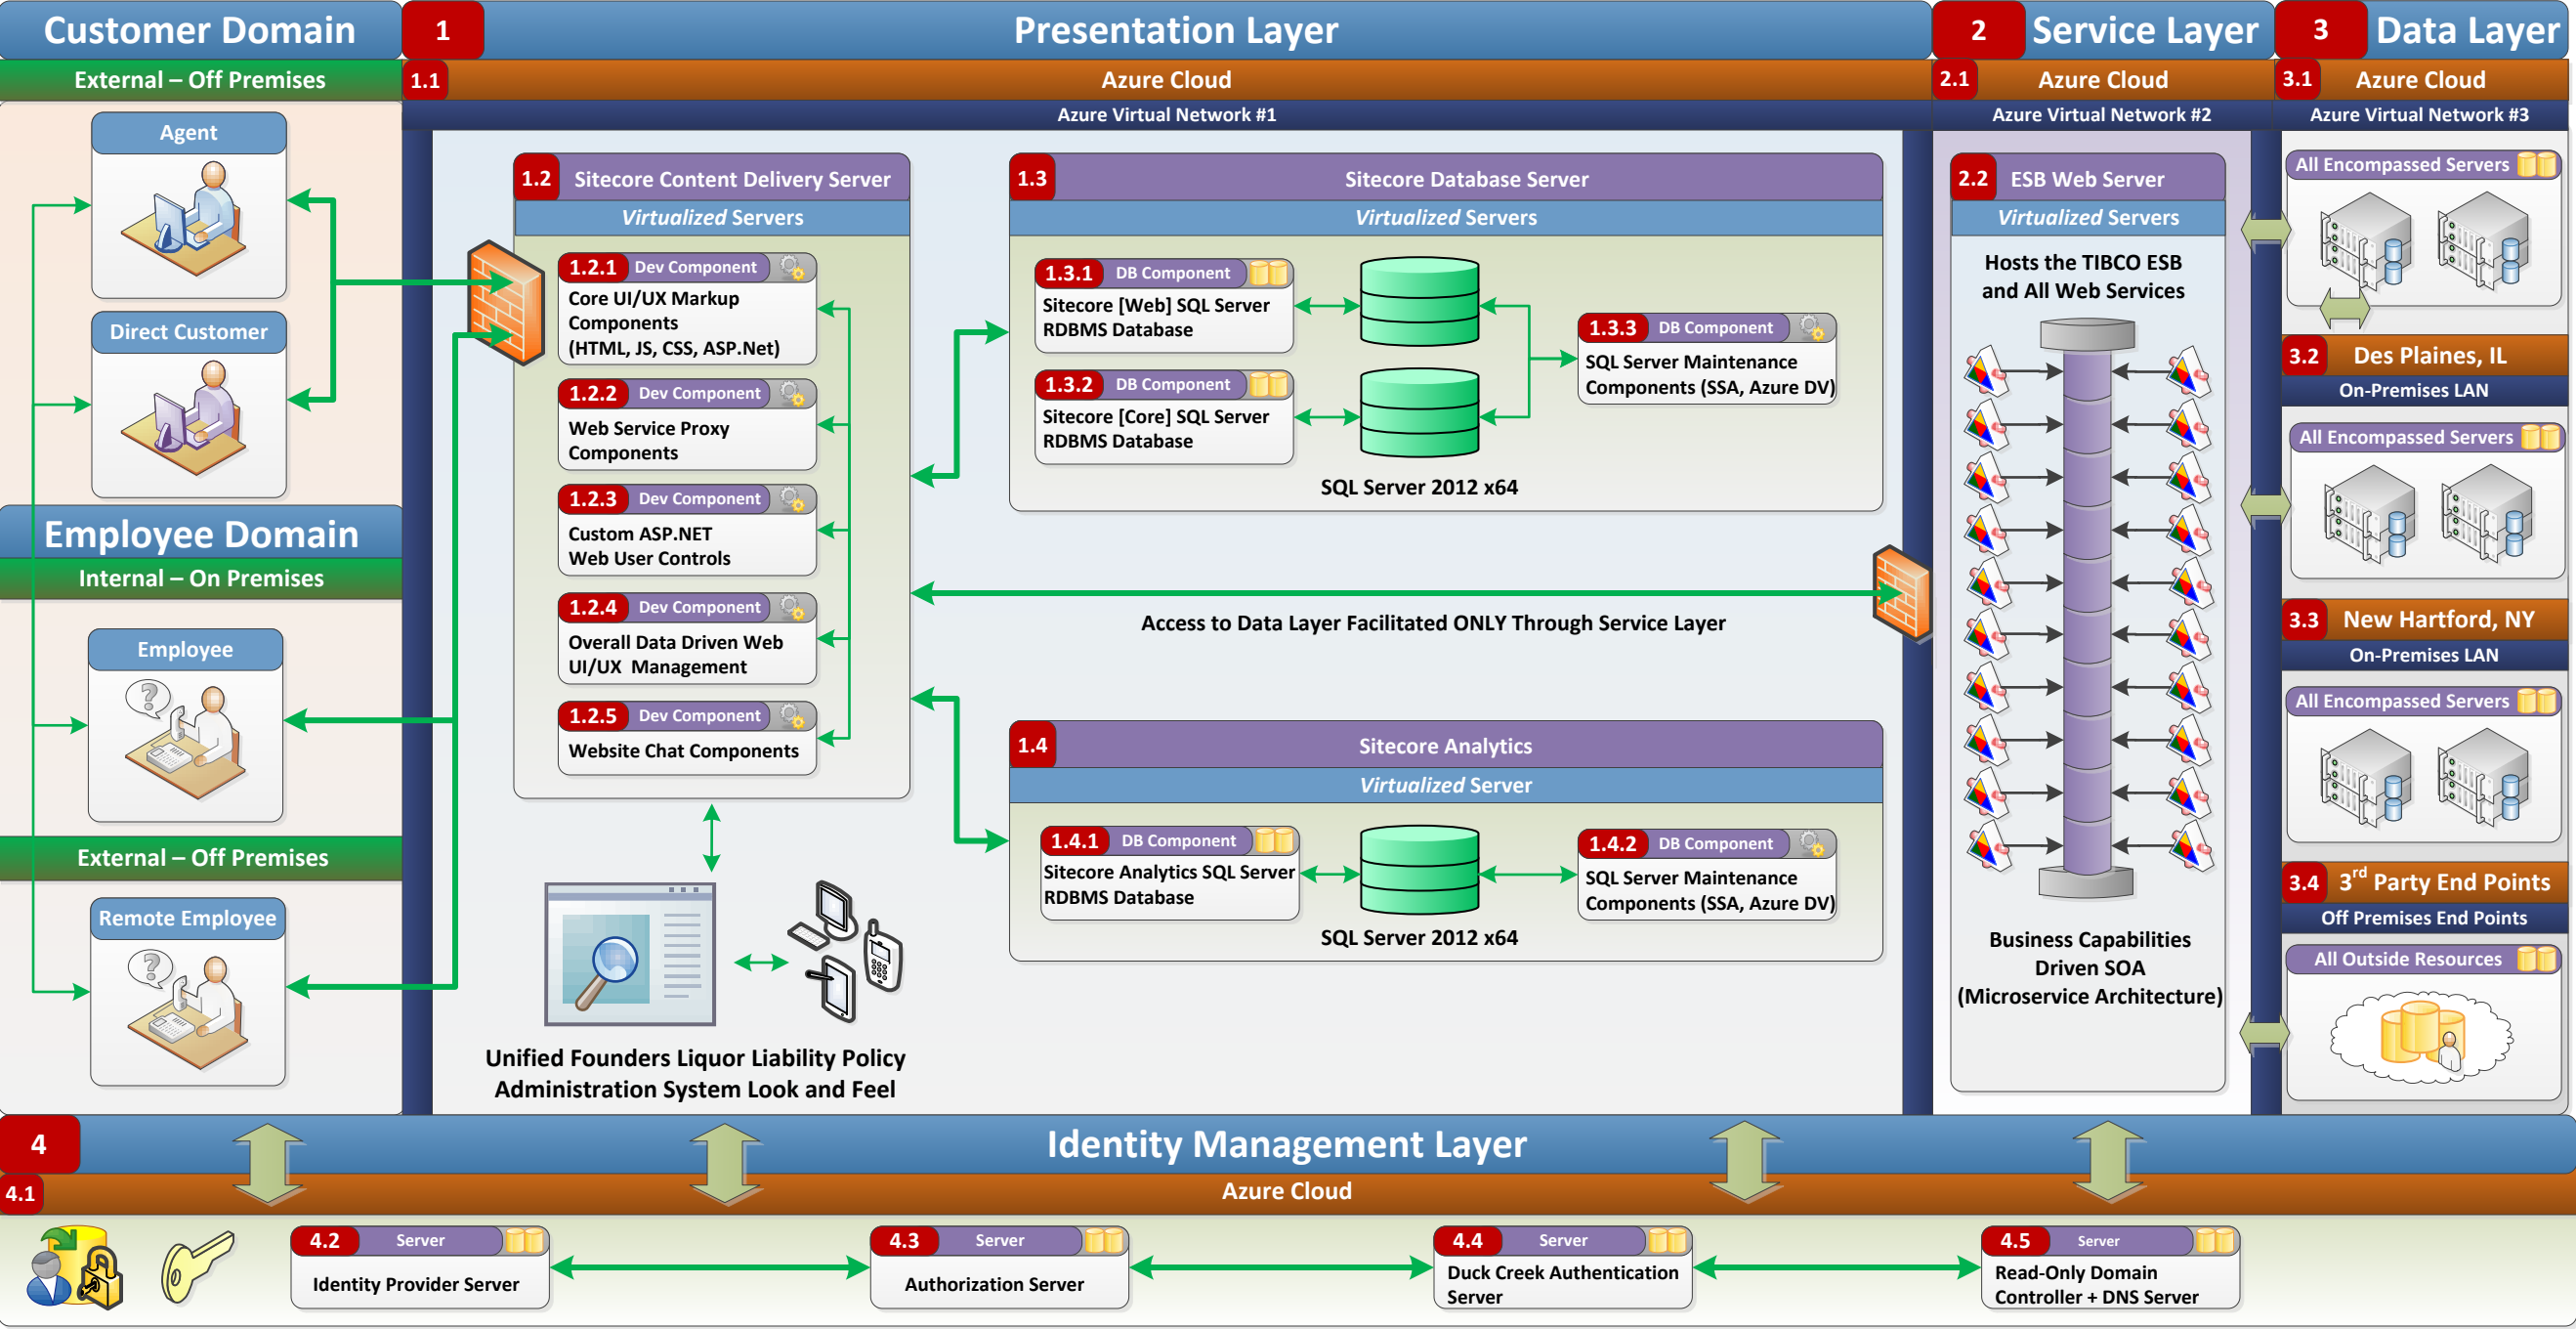 Customer Domain
External – Off Premises
Agent
Direct Customer
Employee Domain
Internal – On Premises
Employee
External – Off Premises
Remote Employee
1
Presentation Layer
1.1
Azure Cloud
Azure Virtual Network #1
1.2
Sitecore Content Delivery Server
Virtualized Servers
1.2.1
Dev Component
Core UI/UX Markup
Components
(HTML, JS, CSS, ASP.Net)
1.2.2
Dev Component
Web Service Proxy
Components
1.2.3
Dev Component
Custom ASP.NET
Web User Controls
1.2.4
Dev Component
Overall Data Driven Web
UI/UX Management
1.2.5
Dev Component
Website Chat Components
Unified Founders Liquor Liability Policy
Administration System Look and Feel
1.3
Sitecore Database Server
Virtualized Servers
1.3.1
DB Component
Sitecore [Web] SQL Server
RDBMS Database
1.3.2
DB Component
Sitecore [Core] SQL Server
RDBMS Database
1.3.3
DB Component
SQL Server Maintenance
Components (SSA, Azure DV)
SQL Server 2012 x64
Access to Data Layer Facilitated ONLY Through Service Layer
1.4
Sitecore Analytics
Virtualized Server
1.4.1
DB Component
Sitecore Analytics SQL Server
RDBMS Database
1.4.2
DB Component
SQL Server Maintenance
Components (SSA, Azure DV)
SQL Server 2012 x64
2
Service Layer
2.1
Azure Cloud
Azure Virtual Network #2
2.2
ESB Web Server
Virtualized Servers
Hosts the TIBCO ESB
and All Web Services
Business Capabilities
Driven SOA
(Microservice Architecture)
3
Data Layer
3.1
Azure Cloud
Azure Virtual Network #3
All Encompassed Servers
3.2
Des Plaines, IL
On-Premises LAN
All Encompassed Servers
3.3
New Hartford, NY
On-Premises LAN
All Encompassed Servers
3.4
3rd Party End Points
Off Premises End Points
All Outside Resources
4
Identity Management Layer
4.1
Azure Cloud
4.2
Server
Identity Provider Server
4.3
Server
Authorization Server
4.4
Server
Duck Creek Authentication
Server
4.5
Server
Read-Only Domain
Controller + DNS Server
?
?